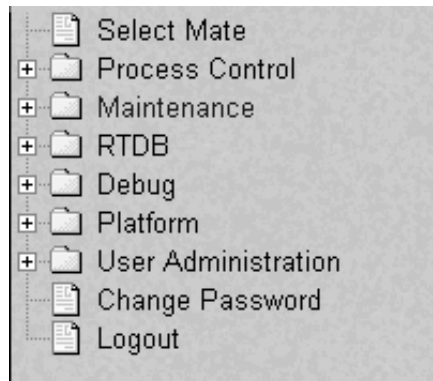 Select Mate
Process Control
Maintenance
RTDB
Debug
Platform
User Administration
Change Password
Logout